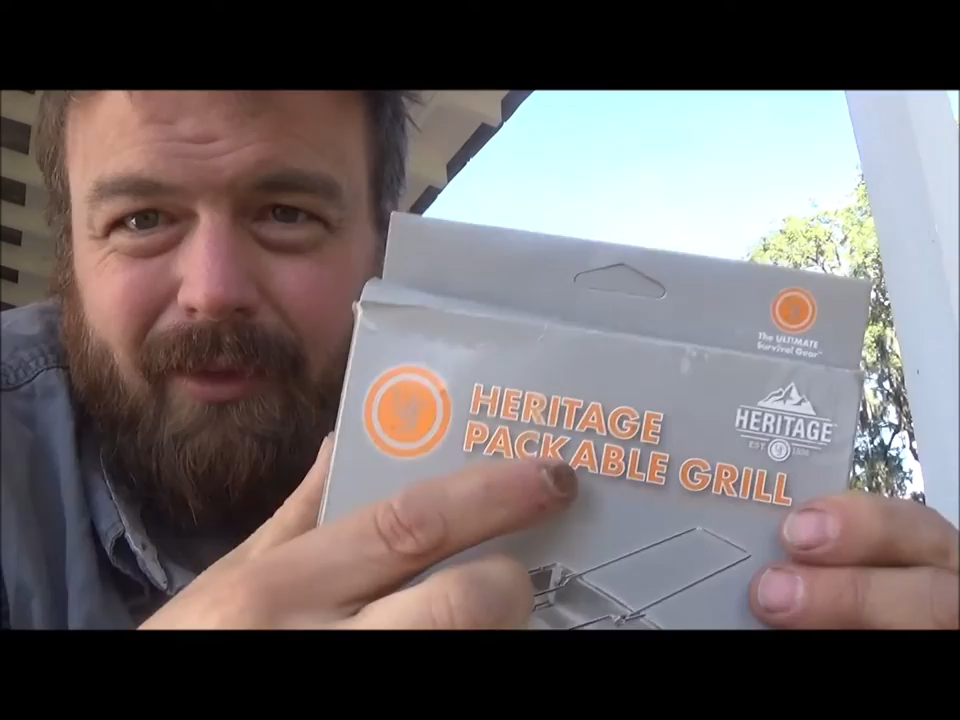 The ULTIMATE
Survival Gear
HERITAGE
PACKABLE GRILL
HERITAGE
EST